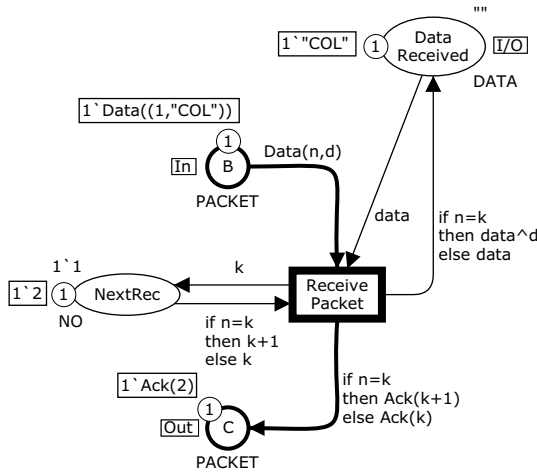 ""
1`"COL"
1
Data
Received
I/O
DATA
1`Data((1,"COL"))
1
In
B
PACKET
Data(n,d)
data
if n=k
then data^d
else data
1`1
1`2
1
NextRec
NO
k
if n=k
then k+1
else k
Receive
Packet
1`Ack(2)
1
Out
C
PACKET
if n=k
then Ack(k+1)
else Ack(k)